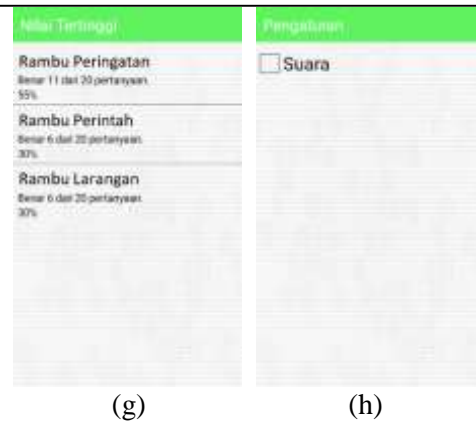 Nilai Tertinggi
Rambu Peringatan
Benar 11 dari 20 pertanyaan
55%
Rambu Perintah
Benar 6 dari 20 pertanyaan
30%
Rambu Larangan
Benar 6 dari 20 pertanyaan
30%
(g)
Pengaturan
Suara
(h)